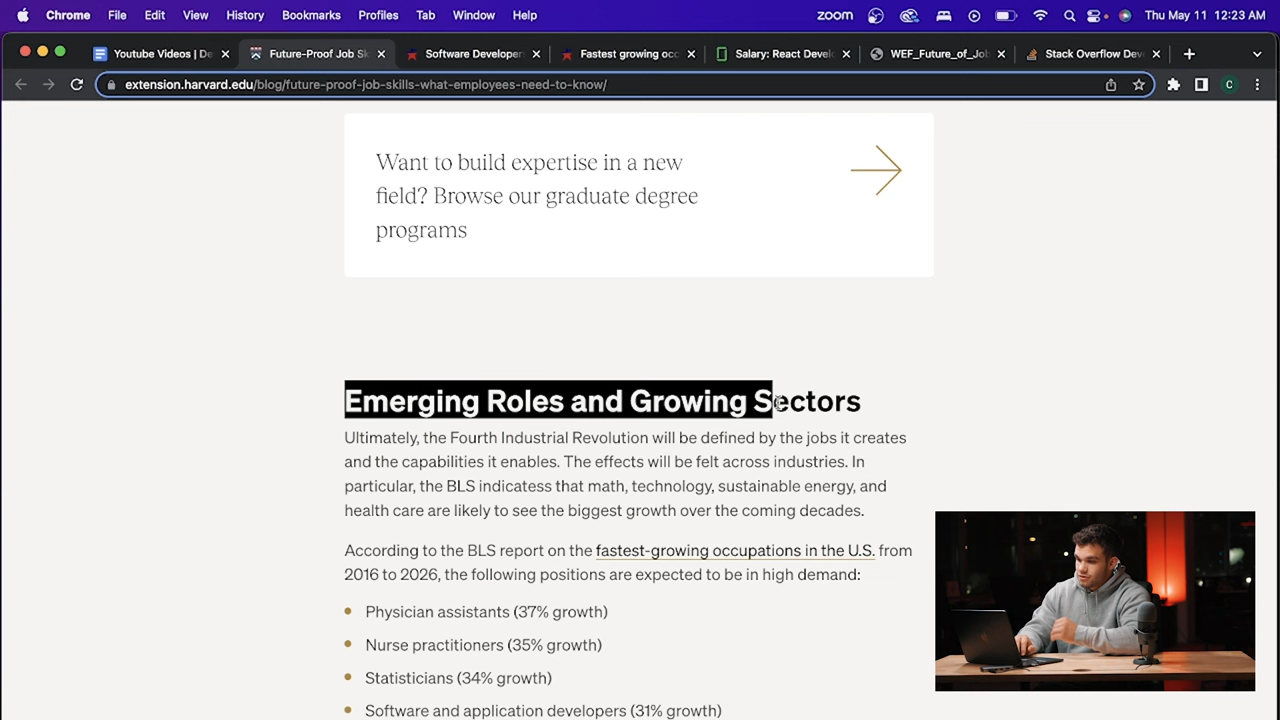 Chrome File Edit View History Bookmarks Profiles Tab Window Help zoom Thu May 11 12:23 AM
Youtube Videos | De Future-Proof Job Sk Software Developer Fastest growing occ Salary: React Devel WEF_Future_of_Job Stack Overflow Dev
extension.harvard.edu/blog/future-proof-job-skills-what-employees-need-to-know/ C
Want to build expertise in a new
field? Browse our graduate degree
programs
Emerging Roles and Growing Sectors
Ultimately, the Fourth Industrial Revolution will be defined by the jobs it creates
and the capabilities it enables. The effects will be felt across industries. In
particular, the BLS indicatess that math, technology, sustainable energy, and
health care are likely to see the biggest growth over the coming decades.
According to the BLS report on the fastest-growing occupations in the U.S. from
2016 to 2026, the following positions are expected to be in high demand:
Physician assistants (37% growth)
Nurse practitioners (35% growth)
Statisticians (34% growth)
Software and application developers (31% growth)